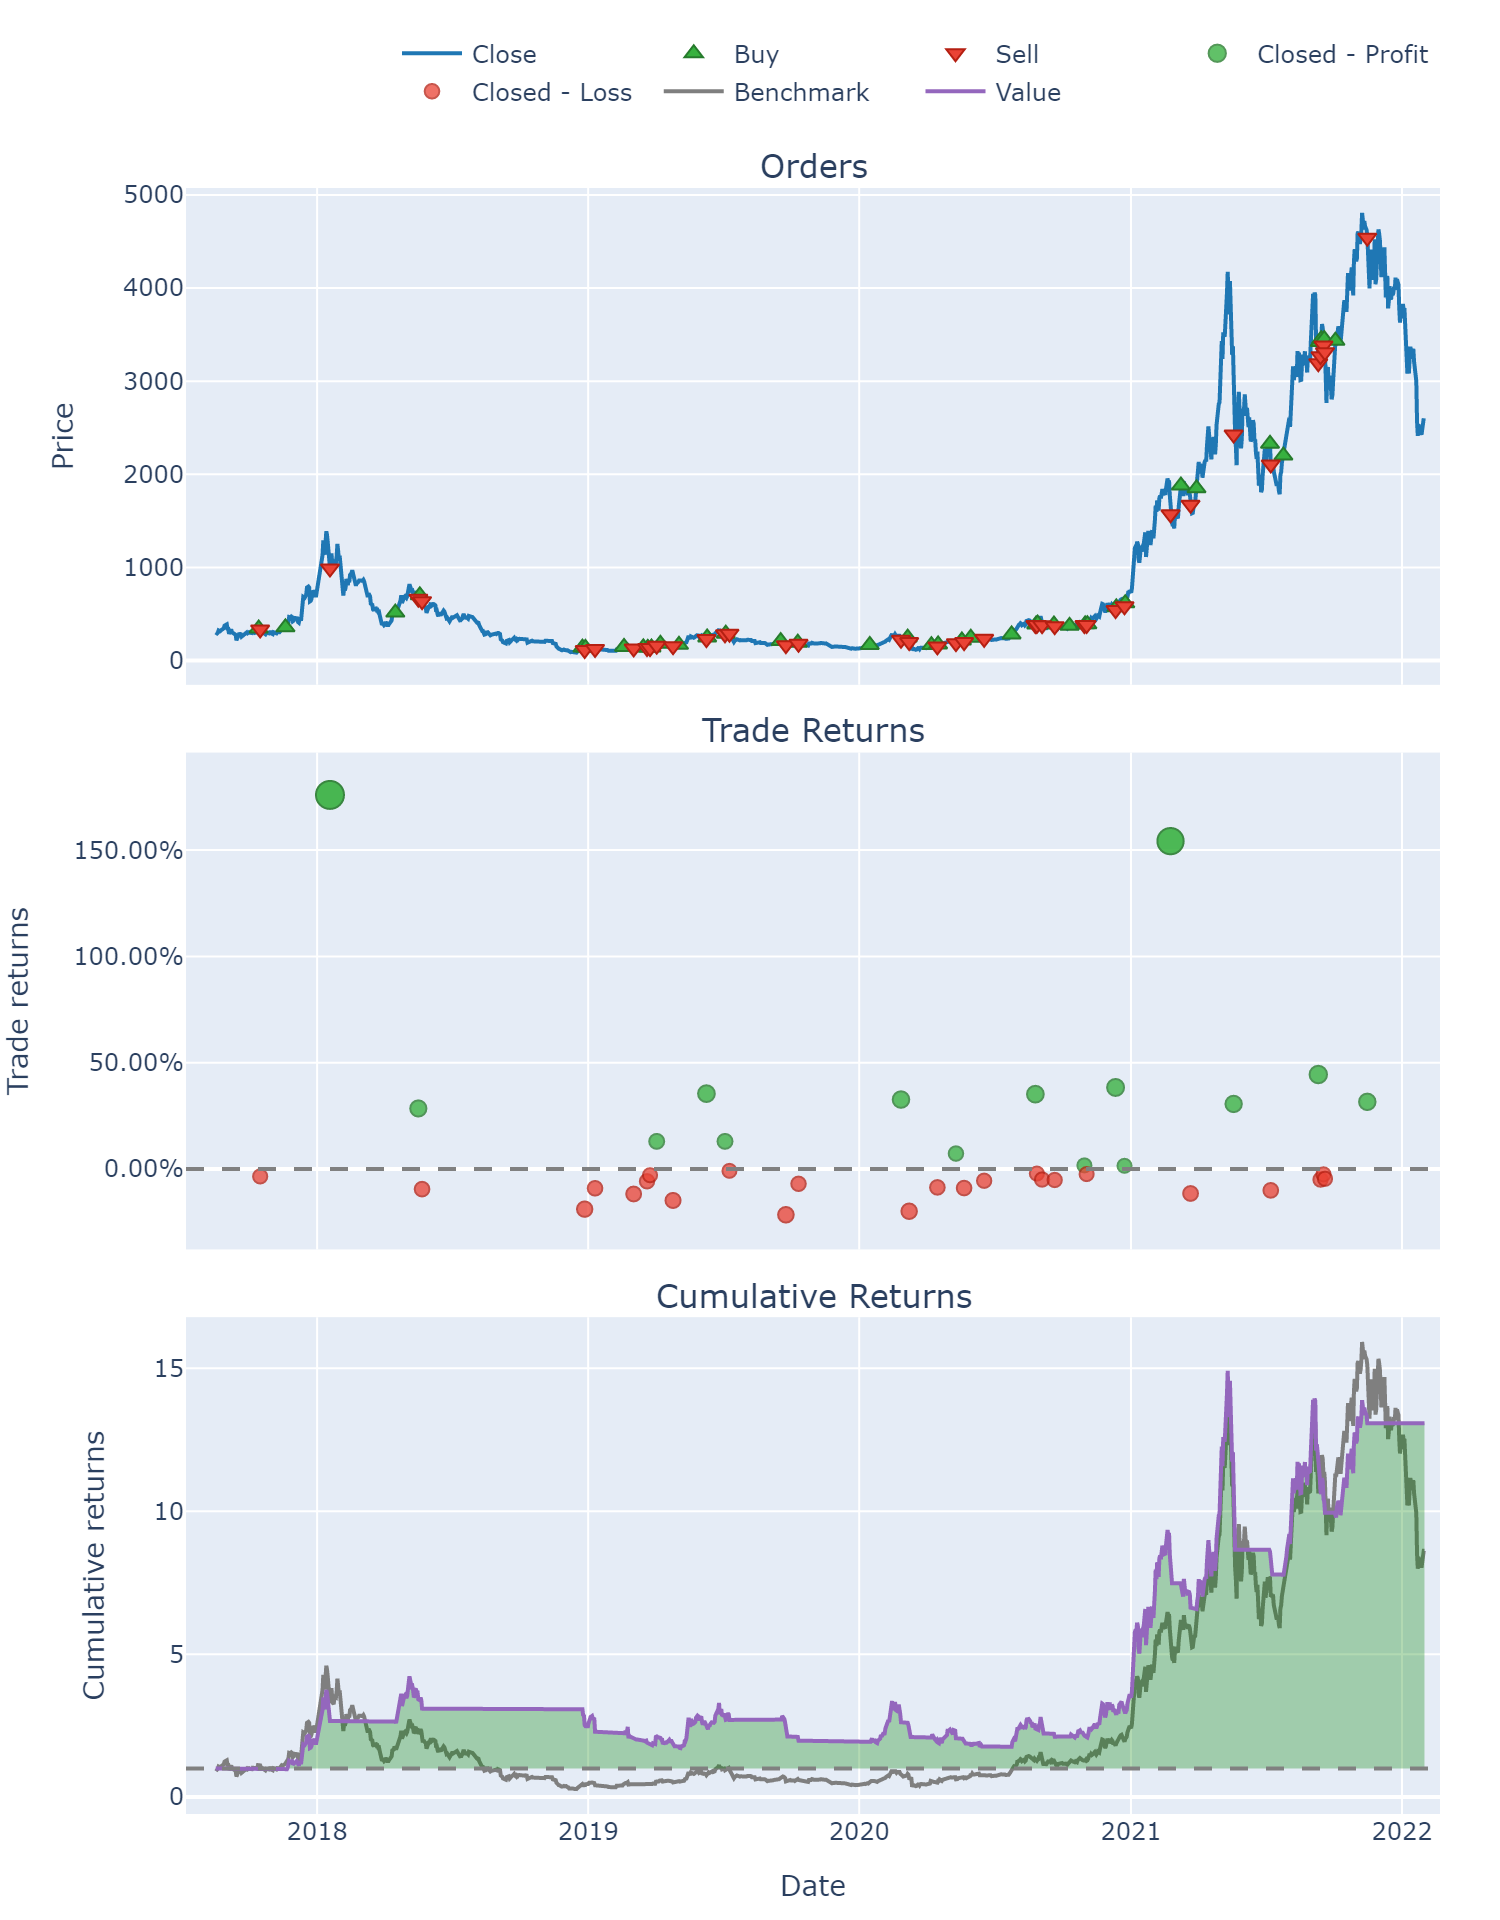 Close Buy Sell Closed - Profit
Closed - Loss Benchmark Value
Orders
5000
4000
3000
2000
1000
0
Price
Trade Returns
150.00%
100.00%
50.00%
0.00%
Trade returns
Cumulative Returns
15
10
5
0
Cumulative returns
2018 2019 2020 2021 2022
Date